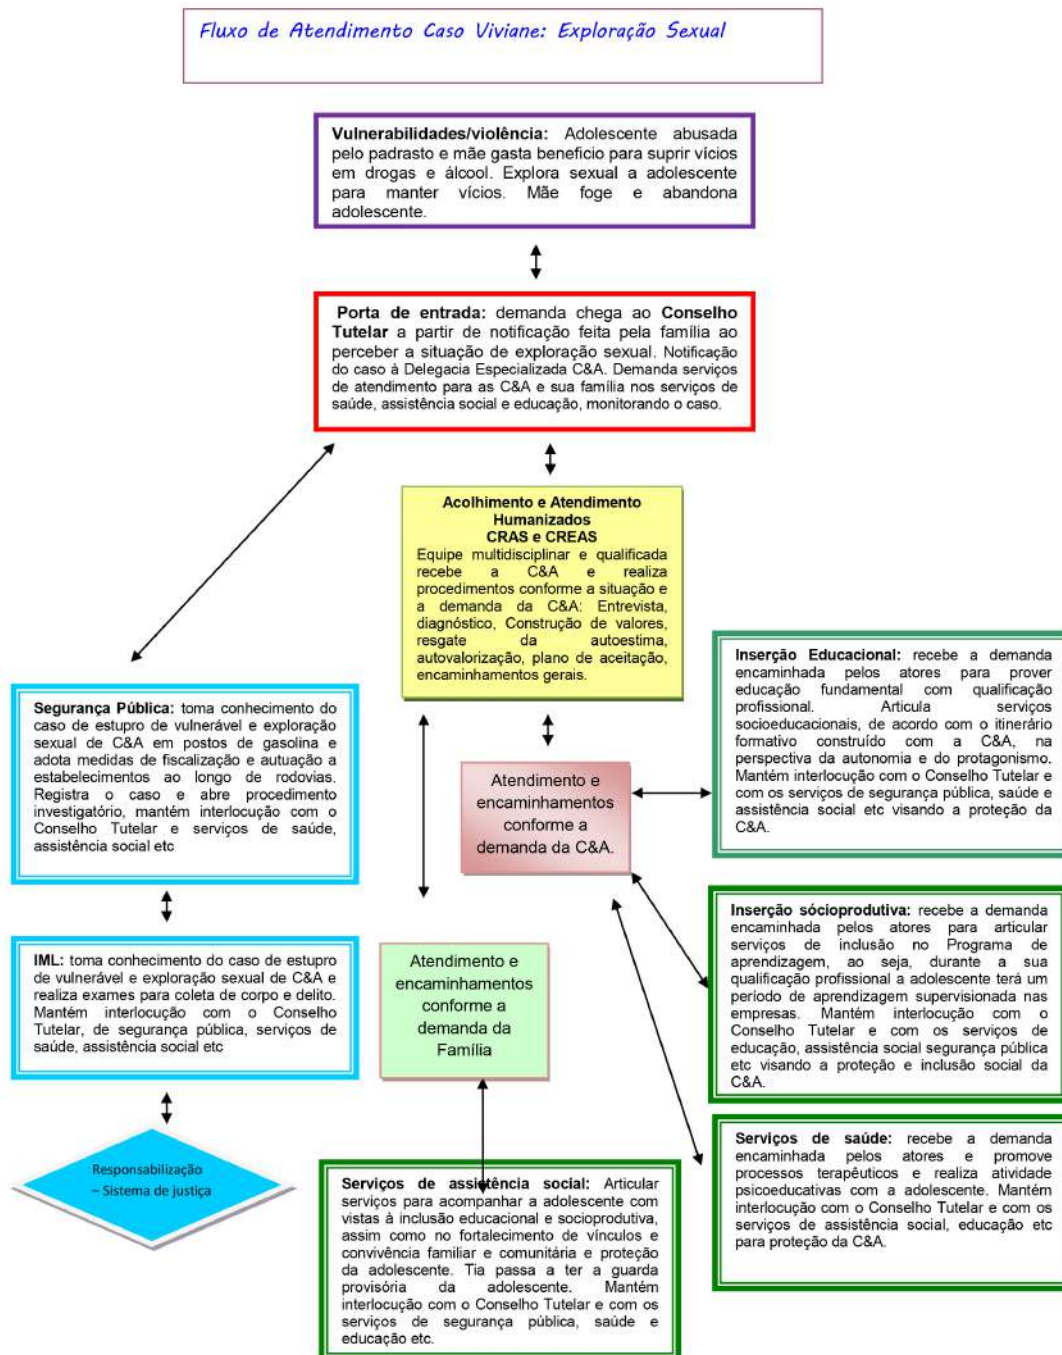 Fluxo de Atendimento Caso Viviane: Exploração Sexual
Vulnerabilidades/violência: Adolescente abusada
pelo padrasto e mãe gasta beneficio para suprir vícios
em drogas e álcool. Explora sexual a adolescente
para manter vícios. Mãe foge e abandona
adolescente.
Porta de entrada: demanda chega ao Conselho
Tutelar a partir de notificação feita pela família ao
perceber a situação de exploração sexual. Notificação
do caso à Delegacia Especializada C&A. Demanda serviços
de atendimento para as C&A e sua família nos serviços de
saúde, assistência social e educação, monitorando o caso.
Acolhimento e Atendimento
Humanizados
CRAS e CREAS
Equipe multidisciplinar e qualificada
recebe a C&A e realiza
procedimentos conforme a situação e
a demanda da C&A: Entrevista,
diagnóstico, Construção de valores,
resgate da autoestima,
autovalorização, plano de aceitação,
encaminhamentos gerais.
Segurança Pública: toma conhecimento do
caso de estupro de vulnerável e exploração
sexual de C&A em postos de gasolina e
adota medidas de fiscalização e autuação a
estabelecimentos ao longo de rodovias.
Registra o caso e abre procedimento
investigatório, mantém interlocução com o
Conselho Tutelar e serviços de saúde,
assistência social etc
Inserção Educacional: recebe a demanda
encaminhada pelos atores para prover
educação fundamental com qualificação
profissional. Articula serviços
socioeducacionais, de acordo com o itinerário
formativo construído com a C&A, na
perspectiva da autonomia e do protagonismo.
Mantém interlocução com o Conselho Tutelar e
com os serviços de segurança pública, saúde e
assistência social etc visando a proteção da
C&A.
Atendimento e
encaminhamentos
conforme a
demanda da C&A.
Inserção sócioprodutiva: recebe a demanda
encaminhada pelos atores para articular
serviços de inclusão no Programa de
aprendizagem, ao seja, durante a sua
qualificação profissional a adolescente terá um
período de aprendizagem supervisionada nas
empresas. Mantém interlocução com o
Conselho Tutelar e com os serviços de
educação, assistência social segurança pública
etc visando a proteção e inclusão social da
C&A.
IML: toma conhecimento do caso de estupro
de vulnerável e exploração sexual de C&A e
realiza exames para coleta de corpo e delito.
Mantém interlocução com o Conselho
Tutelar, de segurança pública, serviços de
saúde, assistência social etc
Atendimento e
encaminhamentos
conforme a
demanda da
Família
Responsabilização
– Sistema de justiça
Serviços de assistência social: Articular
serviços para acompanhar a adolescente com
vistas à inclusão educacional e socioprodutiva,
assim como no fortalecimento de vínculos e
convivência familiar e comunitária e proteção
da adolescente. Tia passa a ter a guarda
provisória da adolescente. Mantém
interlocução com o Conselho Tutelar e com os
serviços de segurança pública, saúde e
educação etc.
Serviços de saúde: recebe a demanda
encaminhada pelos atores e promove
processos terapêuticos e realiza atividade
psicoeducativas com a adolescente. Mantém
interlocução com o Conselho Tutelar e com os
serviços de assistência social, educação etc
para proteção da C&A.